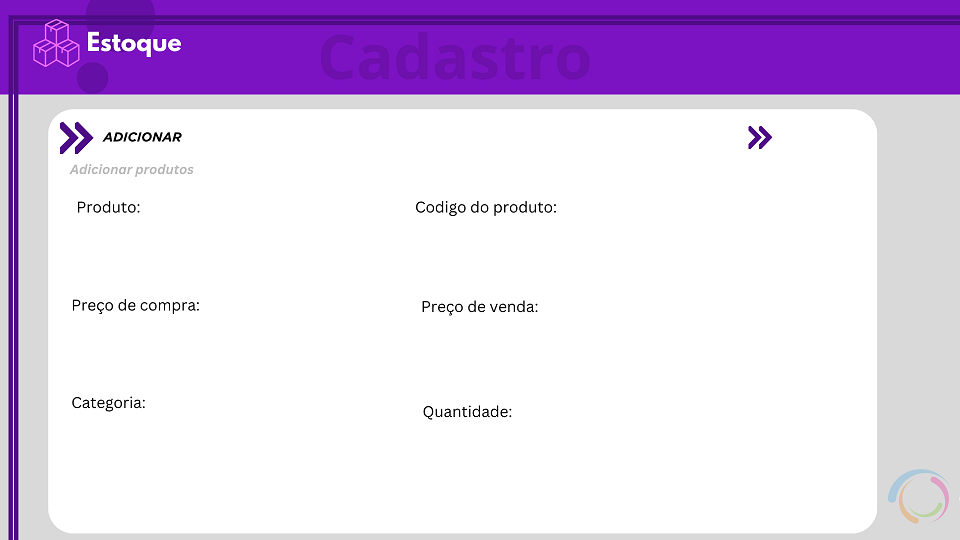 Estoque
Cadastro
ADICIONAR
Adicionar produtos
Produto:
Codigo do produto:
Preço de compra:
Preço de venda:
Categoria:
Quantidade: